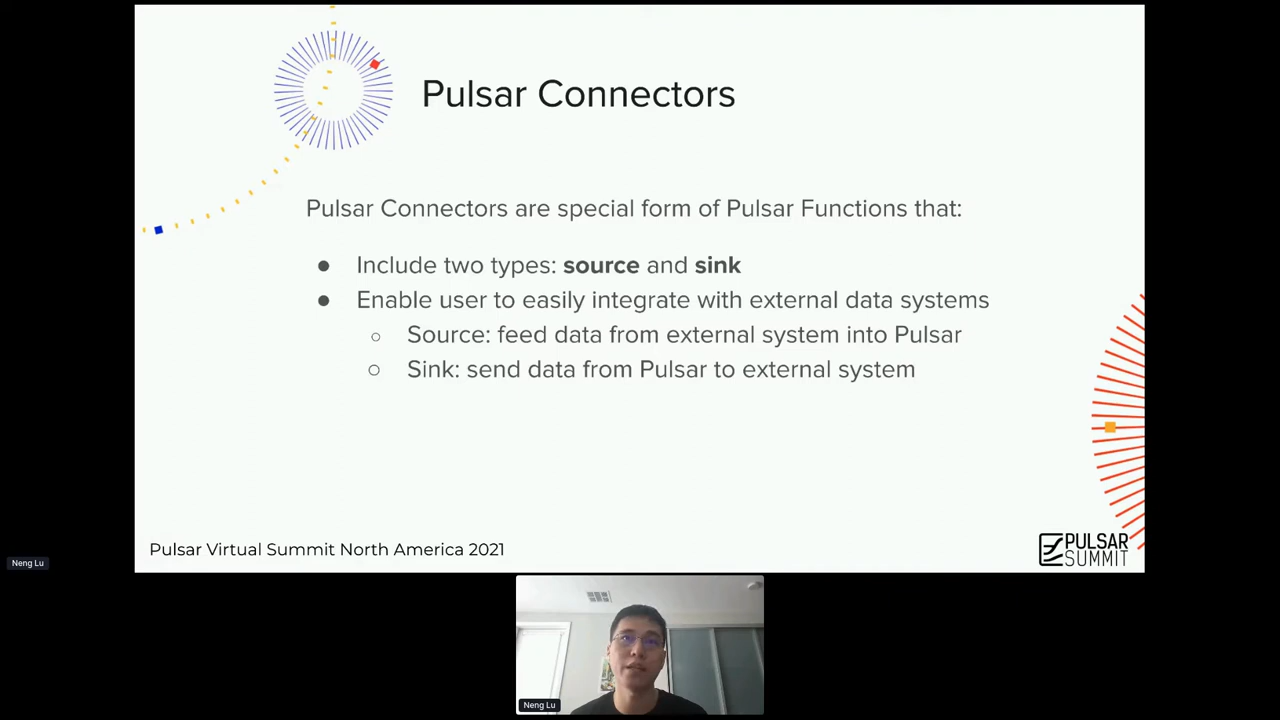 Pulsar Connectors
Pulsar Connectors are special form of Pulsar Functions that:
● Include two types: source and sink
● Enable user to easily integrate with external data systems
○ Source: feed data from external system into Pulsar
○ Sink: send data from Pulsar to external system
Pulsar Virtual Summit North America 2021
PULSAR
SUMMIT
Neng Lu
Neng Lu